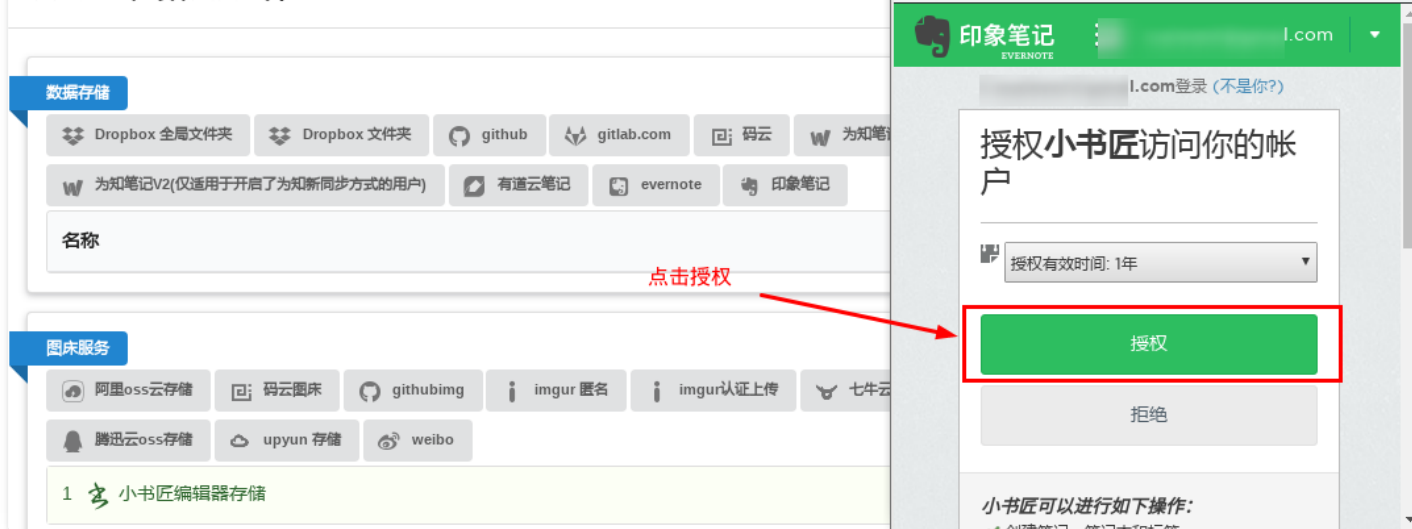 数据存储
Dropbox 全局文件夹
Dropbox 文件夹
github
gitlab.com
码云
为知笔
为知笔记V2(仅适用于开启了为知新同步方式的用户)
有道云笔记
evernote
印象笔记
名称
点击授权
图床服务
阿里oss云存储
码云图床
githubimg
imgur 匿名
imgur认证上传
七牛云
腾迅云oss存储
upyun 存储
weibo
1 小书匠编辑器存储
印象笔记
EVERNOTE
l.com
l.com登录 (不是你?)
授权小书匠访问你的帐
户
授权有效时间: 1年
授权
拒绝
小书匠可以进行如下操作: